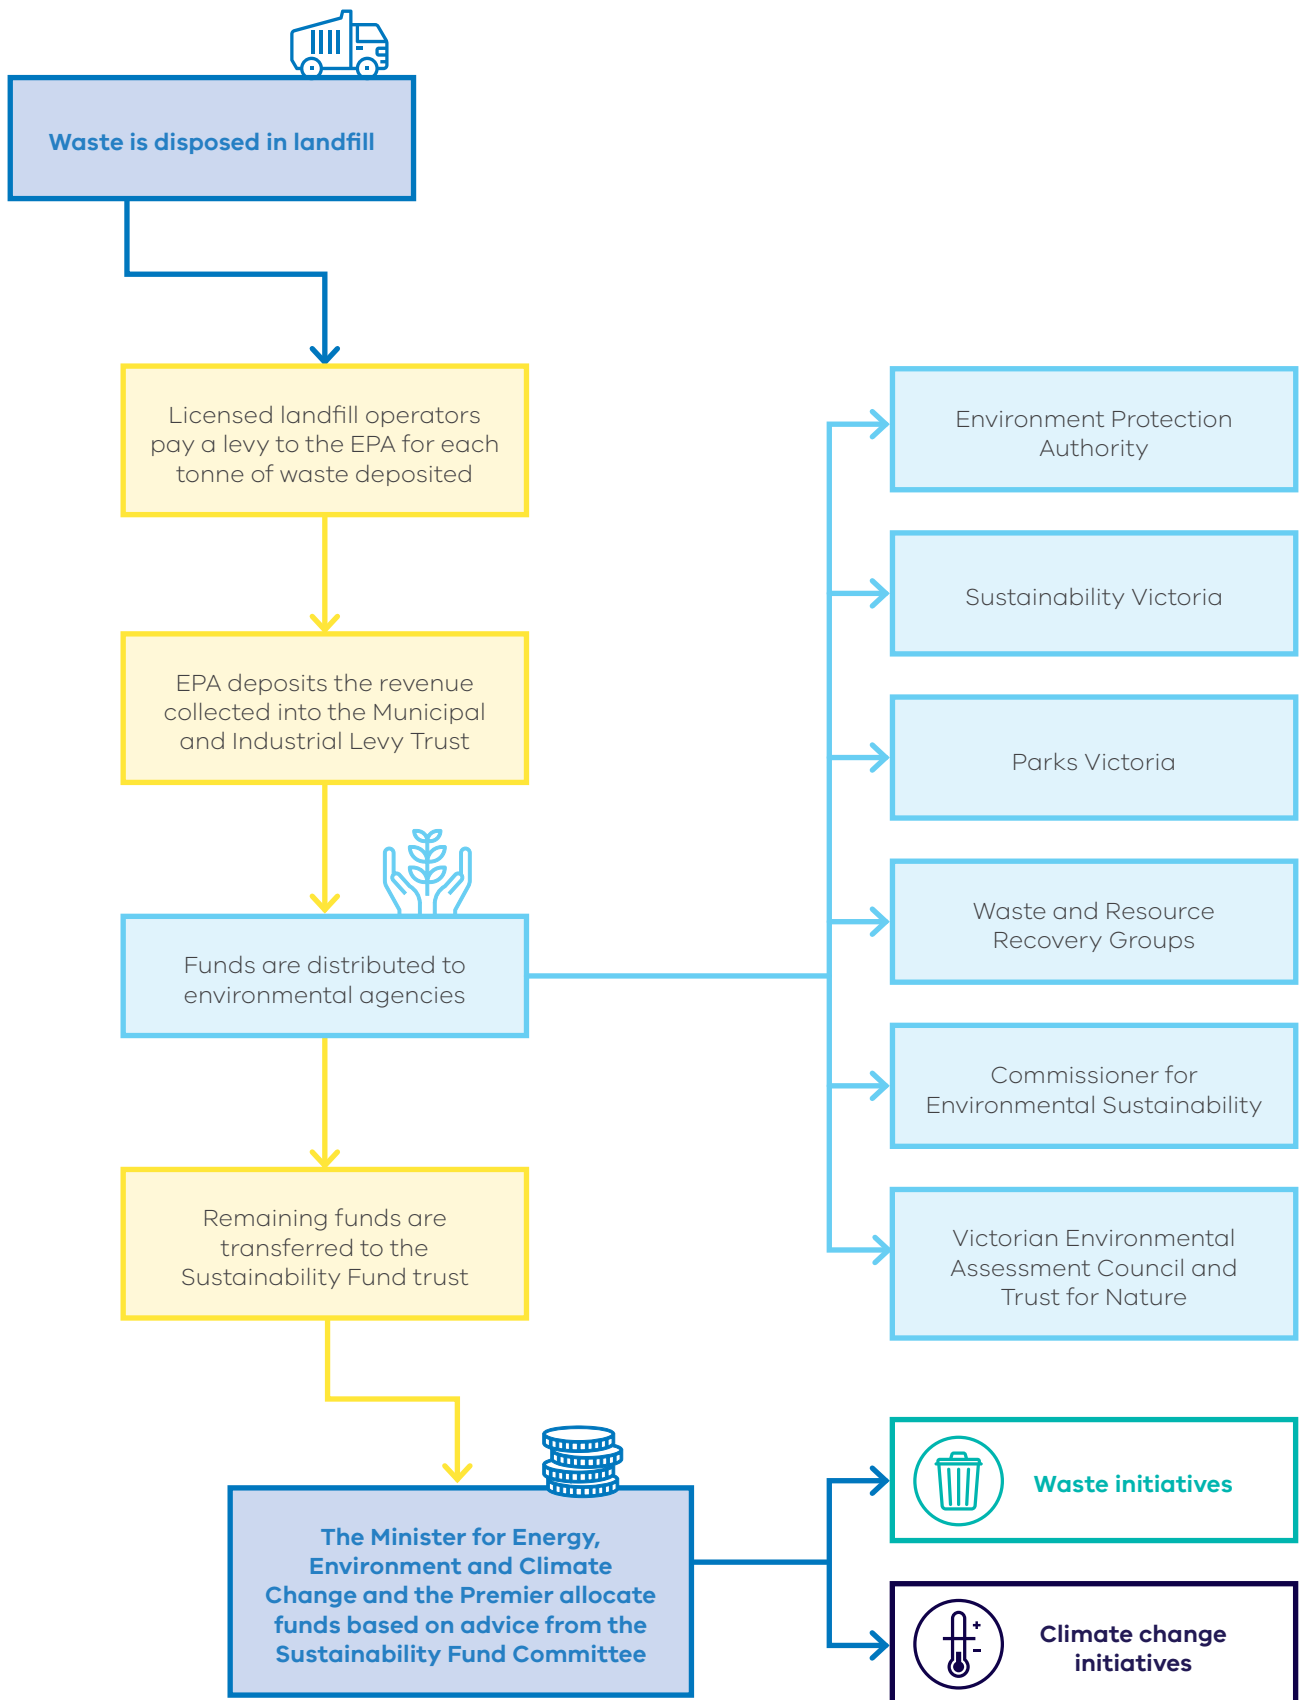 Waste is disposed in landfill
Licensed landfill operators
pay a levy to the EPA for each
tonne of waste deposited
EPA deposits the revenue
collected into the Municipal
and Industrial Levy Trust
Funds are distributed to
environmental agencies
Environment Protection
Authority
Sustainability Victoria
Parks Victoria
Waste and Resource
Recovery Groups
Commissioner for
Environmental Sustainability
Victorian Environmental
Assessment Council and
Trust for Nature
Remaining funds are
transferred to the
Sustainability Fund trust
The Minister for Energy,
Environment and Climate
Change and the Premier allocate
funds based on advice from the
Sustainability Fund Committee
Waste initiatives
Climate change
initiatives